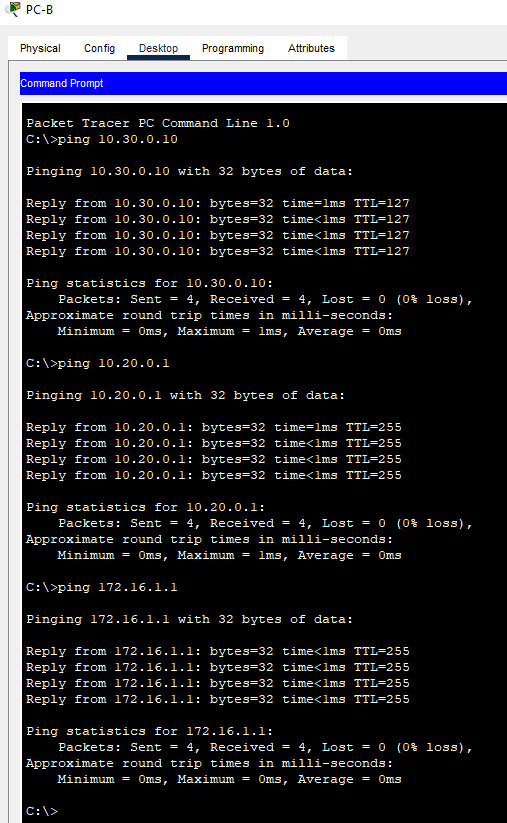 PC-B
Physical Config Desktop Programming Attributes
Command Prompt
Packet Tracer PC Command Line 1.0
C:\>ping 10.30.0.10
Pinging 10.30.0.10 with 32 bytes of data:
Reply from 10.30.0.10: bytes=32 time=1ms TTL=127
Reply from 10.30.0.10: bytes=32 time<1ms TTL=127
Reply from 10.30.0.10: bytes=32 time<1ms TTL=127
Reply from 10.30.0.10: bytes=32 time<1ms TTL=127
Ping statistics for 10.30.0.10:
    Packets: Sent = 4, Received = 4, Lost = 0 (0% loss),
Approximate round trip times in milli-seconds:
    Minimum = 0ms, Maximum = 1ms, Average = 0ms
C:\>ping 10.20.0.1
Pinging 10.20.0.1 with 32 bytes of data:
Reply from 10.20.0.1: bytes=32 time=1ms TTL=255
Reply from 10.20.0.1: bytes=32 time<1ms TTL=255
Reply from 10.20.0.1: bytes=32 time<1ms TTL=255
Reply from 10.20.0.1: bytes=32 time<1ms TTL=255
Ping statistics for 10.20.0.1:
    Packets: Sent = 4, Received = 4, Lost = 0 (0% loss),
Approximate round trip times in milli-seconds:
    Minimum = 0ms, Maximum = 1ms, Average = 0ms
C:\>ping 172.16.1.1
Pinging 172.16.1.1 with 32 bytes of data:
Reply from 172.16.1.1: bytes=32 time<1ms TTL=255
Reply from 172.16.1.1: bytes=32 time<1ms TTL=255
Reply from 172.16.1.1: bytes=32 time<1ms TTL=255
Reply from 172.16.1.1: bytes=32 time<1ms TTL=255
Ping statistics for 172.16.1.1:
    Packets: Sent = 4, Received = 4, Lost = 0 (0% loss),
Approximate round trip times in milli-seconds:
    Minimum = 0ms, Maximum = 0ms, Average = 0ms
C:\>